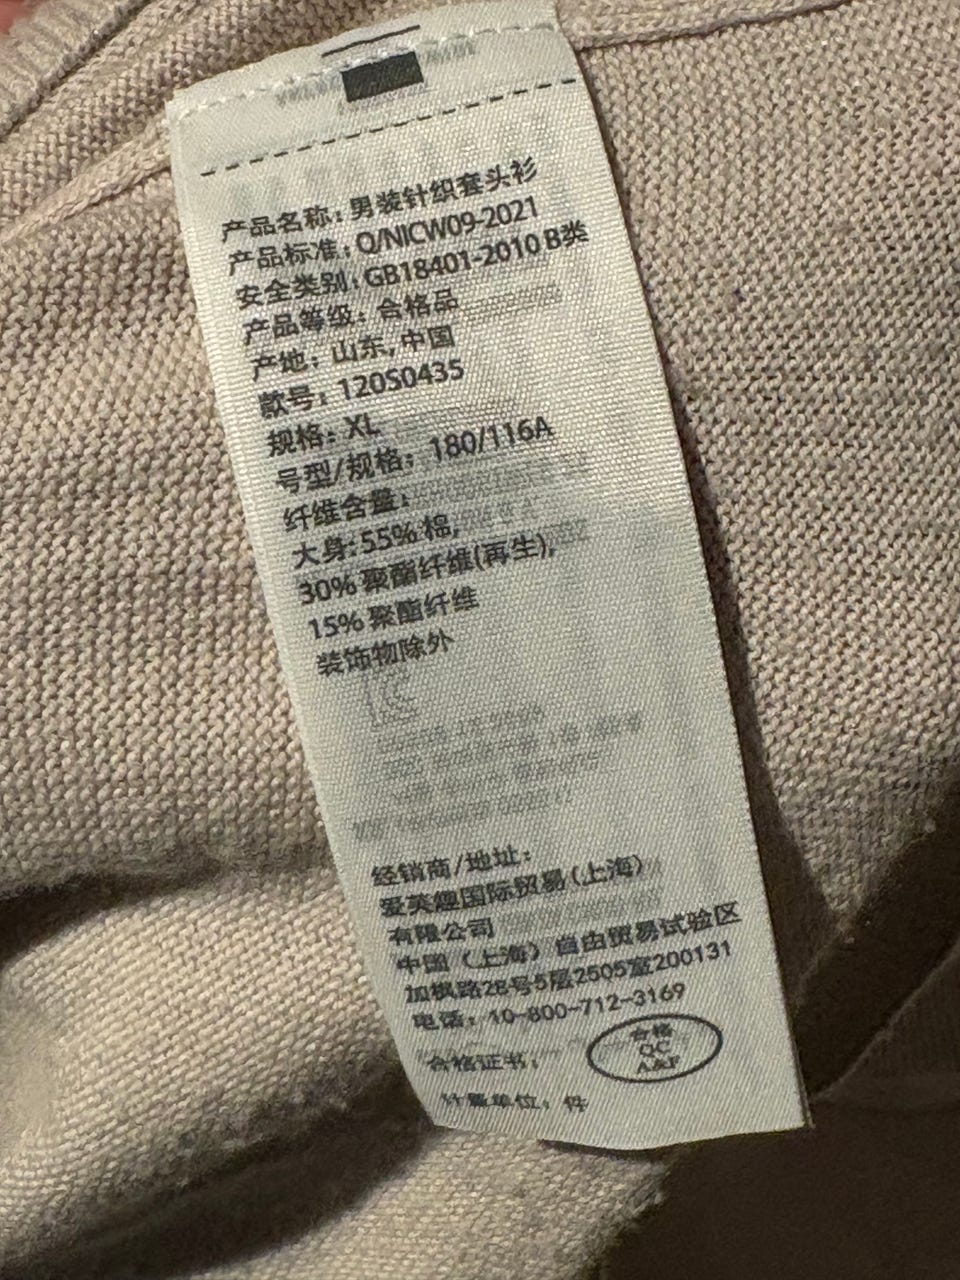 产品名称：男装针织套头衫
产品标准：Q/NICW09-2021
安全类别：GB18401-2010 B类
产品等级：合格品
产地：山东，中国
款号：120S0435
规格：XL
号型/规格：180/116A
纤维含量：
大身：55% 棉，
30% 聚酯纤维(再生)，
15% 聚酯纤维
装饰物除外
经销商/地址：
爱芙趣国际贸易（上海）
有限公司
中国（上海）自由贸易试验区
加枫路28号5层2505室200131
电话：10-800-712-3169
合格证书：
合格
QC
A&F
计量单位：件